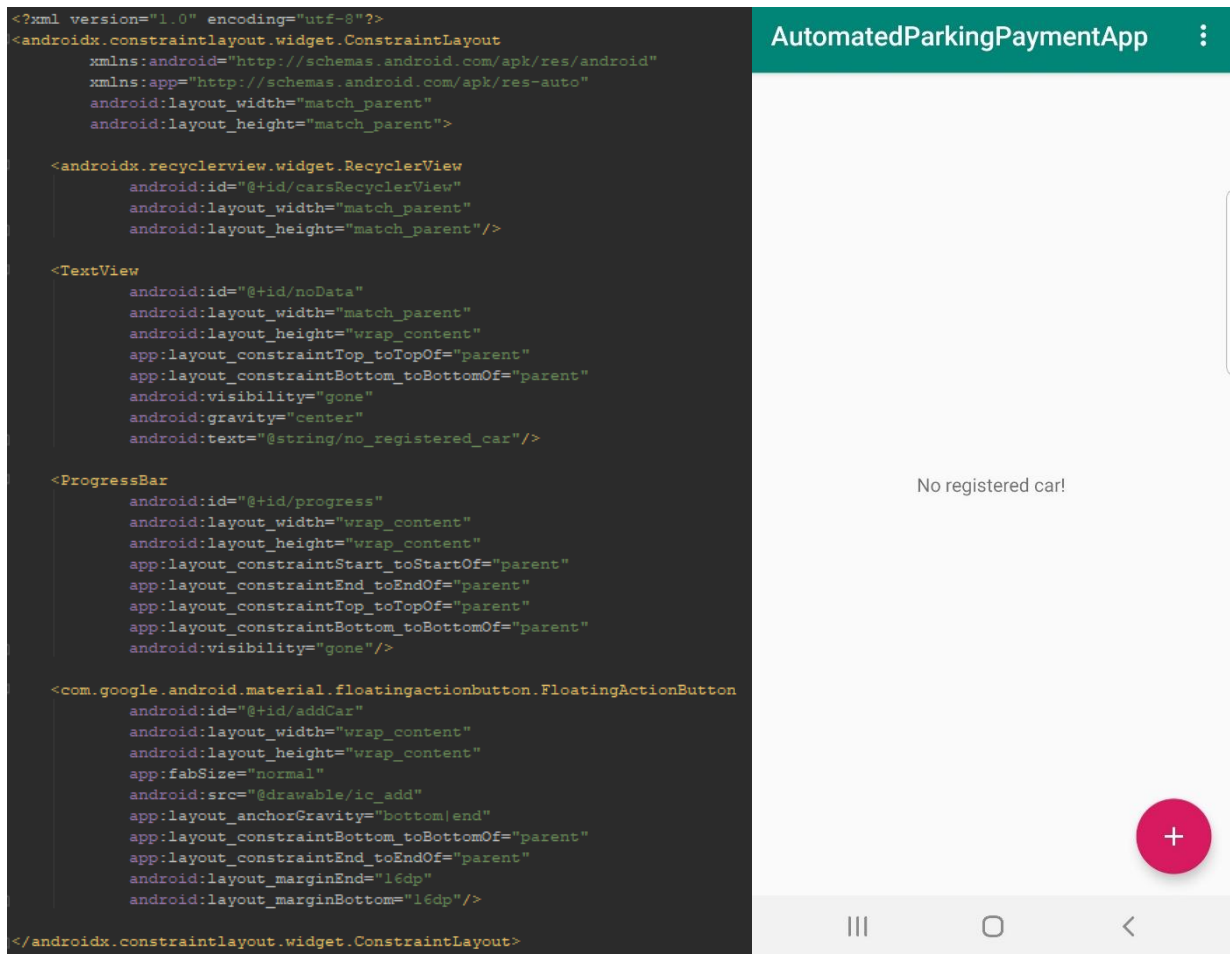 <?xml version="1.0" encoding="utf-8"?>
<androidx.constraintlayout.widget.ConstraintLayout
xmlns:android="http://schemas.android.com/apk/res/android"
xmlns:app="http://schemas.android.com/apk/res-auto"
android:layout_width="match_parent"
android:layout_height="match_parent">
<androidx.recyclerview.widget.RecyclerView
android:id="@+id/carsRecyclerView"
android:layout_width="match_parent"
android:layout_height="match_parent"/>
<TextView
android:id="@+id/noData"
android:layout_width="match_parent"
android:layout_height="wrap_content"
app:layout_constraintTop_toTopOf="parent"
app:layout_constraintBottom_toBottomOf="parent"
android:visibility="gone"
android:gravity="center"
android:text="@string/no_registered_car"/>
<ProgressBar
android:id="@+id/progress"
android:layout_width="wrap_content"
android:layout_height="wrap_content"
app:layout_constraintStart_toStartOf="parent"
app:layout_constraintEnd_toEndOf="parent"
app:layout_constraintTop_toTopOf="parent"
app:layout_constraintBottom_toBottomOf="parent"
android:visibility="gone"/>
<com.google.android.material.floatingactionbutton.FloatingActionButton
android:id="@+id/addCar"
android:layout_width="wrap_content"
android:layout_height="wrap_content"
app:fabSize="normal"
android:src="@drawable/ic_add"
app:layout_anchorGravity="bottom|end"
app:layout_constraintBottom_toBottomOf="parent"
app:layout_constraintEnd_toEndOf="parent"
android:layout_marginEnd="16dp"
android:layout_marginBottom="16dp"/>
</androidx.constraintlayout.widget.ConstraintLayout>
AutomatedParkingPaymentApp
No registered car!